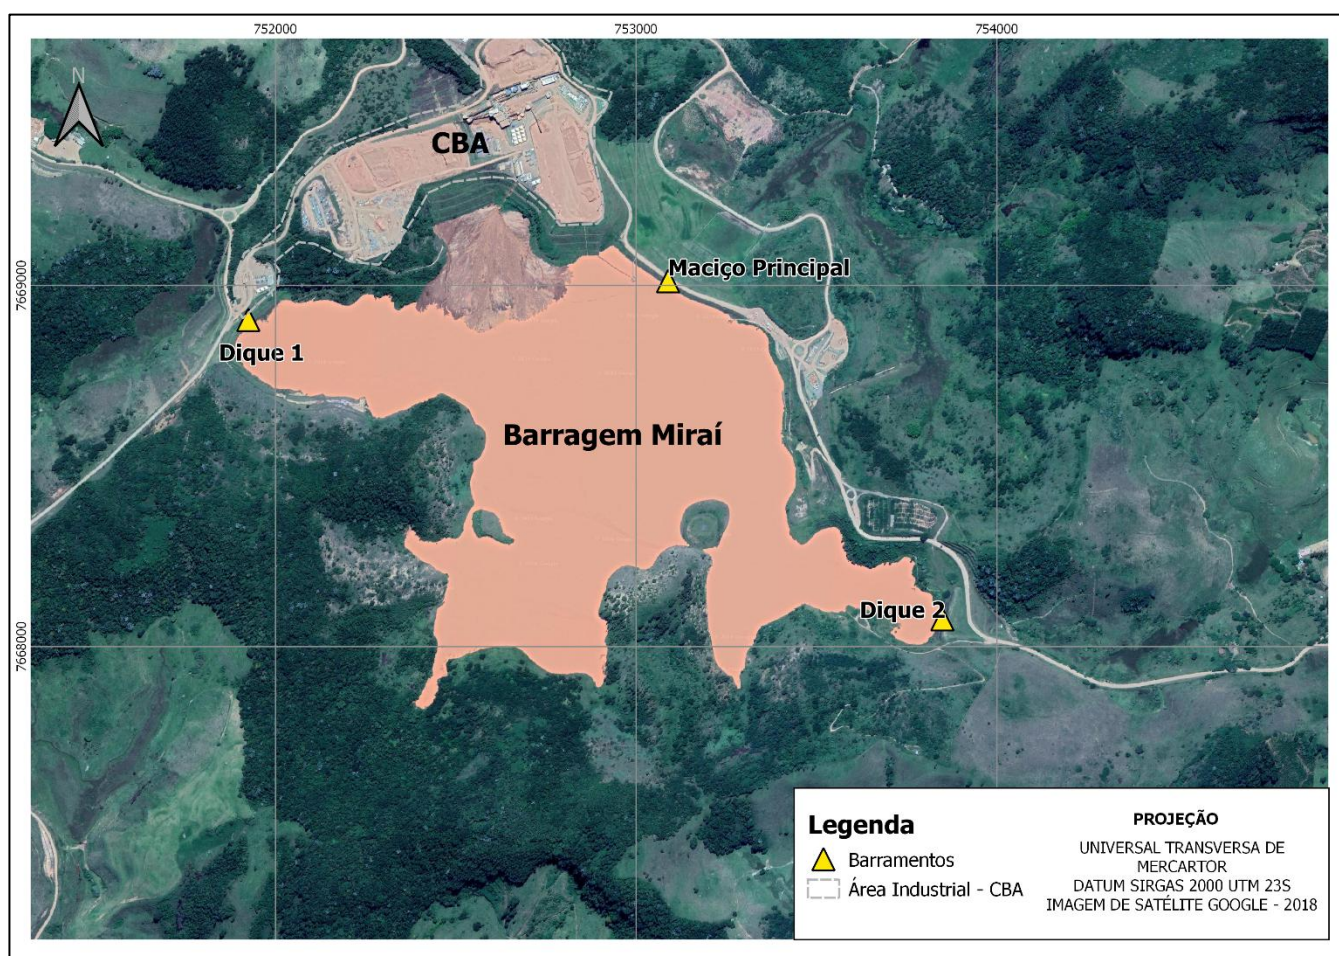 752000
753000
754000
N
CBA
Maciço Principal
7669000
Dique 1
Barragem Miraí
Dique 2
7668000
Legenda
Barramentos
Área Industrial - CBA
PROJEÇÃO
UNIVERSAL TRANSVERSA DE
MERCARTOR
DATUM SIRGAS 2000 UTM 23S
IMAGEM DE SATÉLITE GOOGLE - 2018